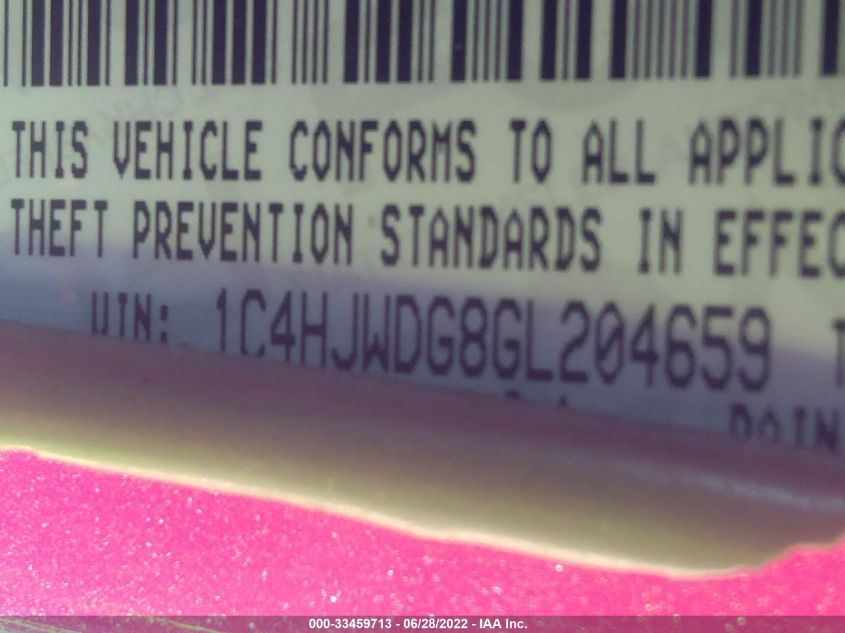 THIS VEHICLE CONFORMS TO ALL APPLIC
THEFT PREVENTION STANDARDS IN EFFEC
VIN: 1C4HJWDG8GL204659 T
PAIN
000-33459713 - 06/28/2022 - IAA Inc.